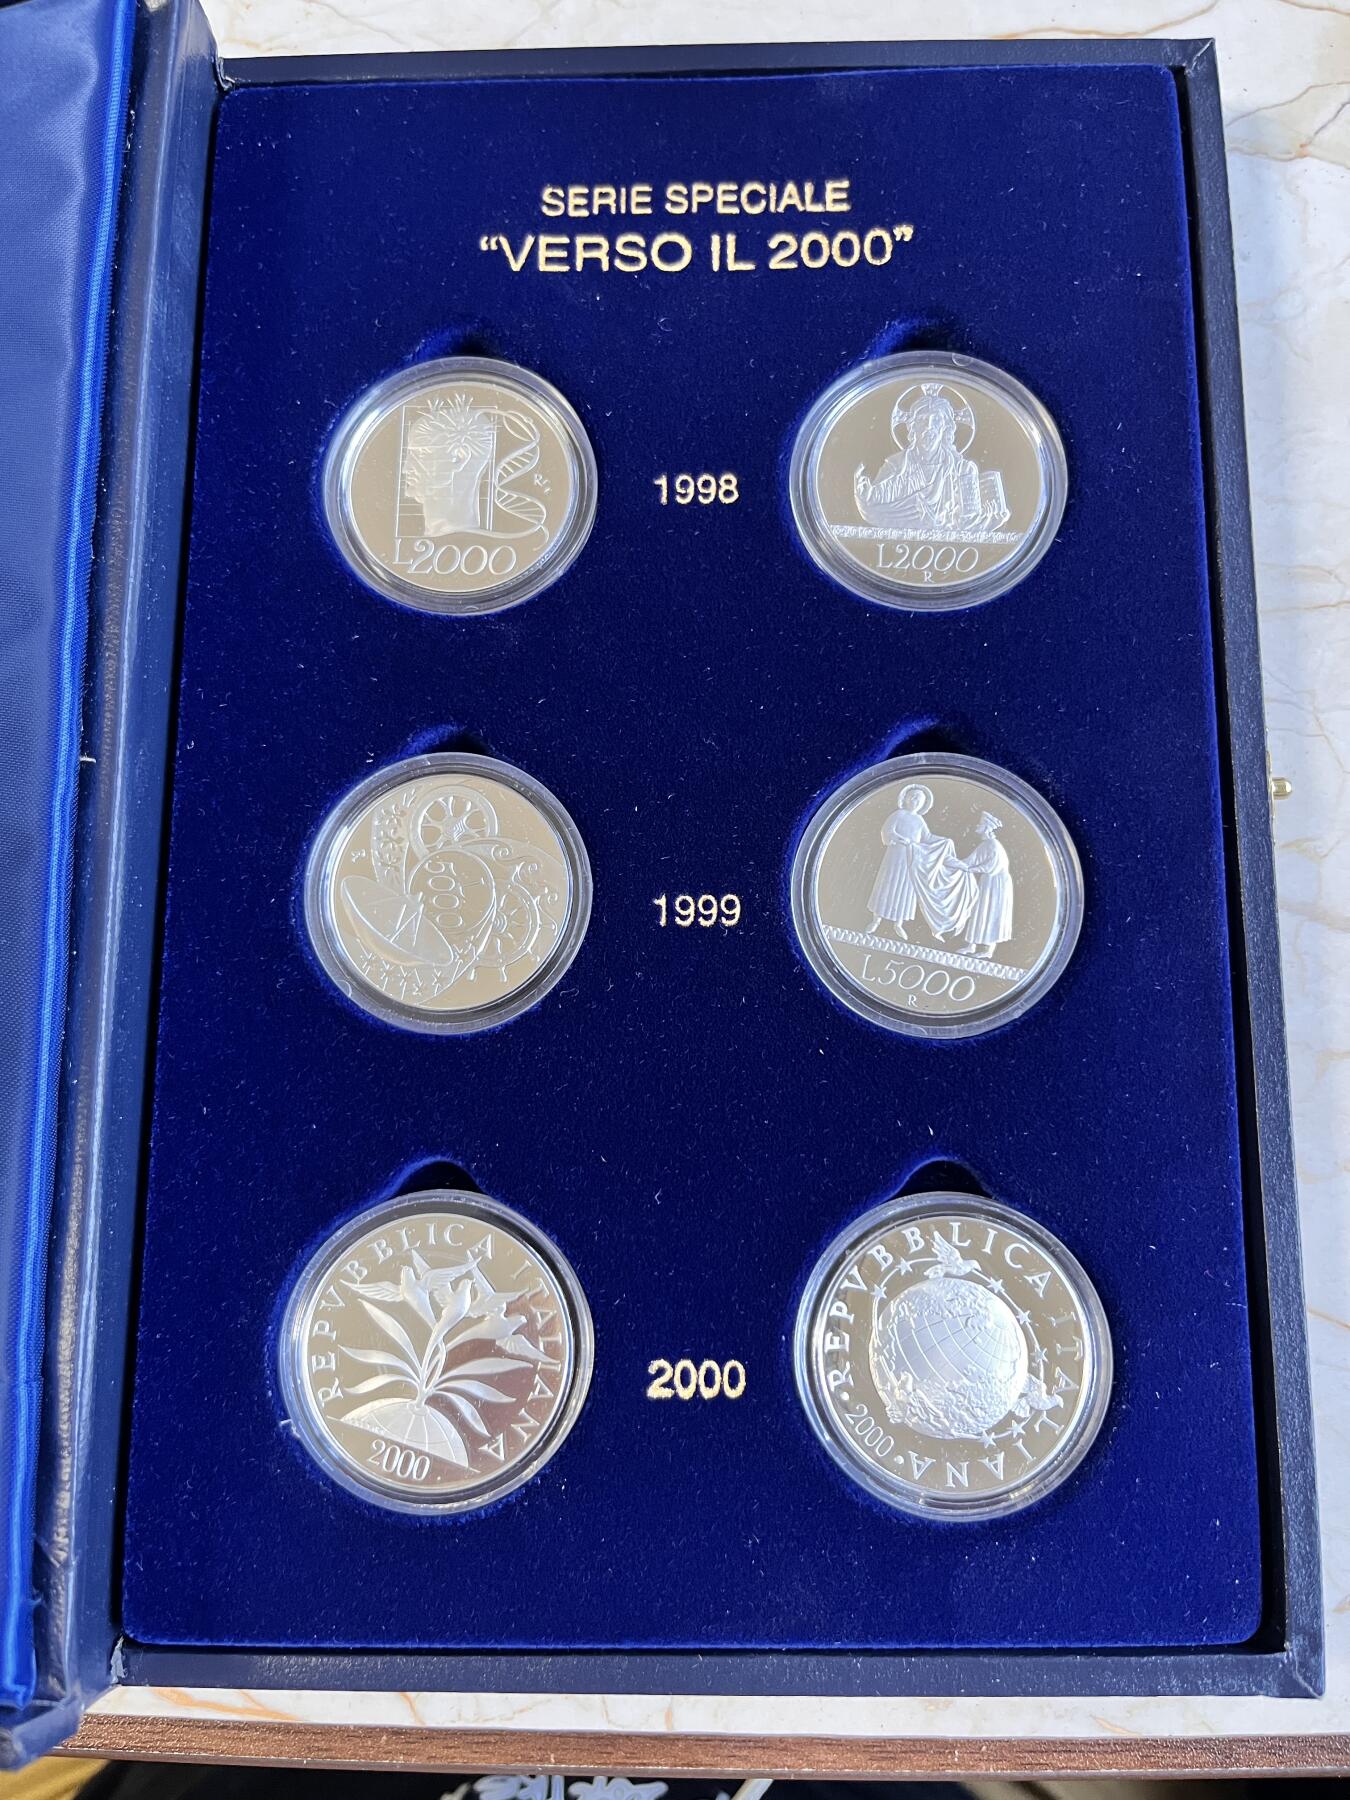 SERIE SPECIALE
“VERSO IL 2000”
L2000
R
1998
L2000
R
5000
R
1999
L5000
R
REPVBBLICA ITALIANA
2000
2000
REPVBBLICA ITALIANA
•2000•